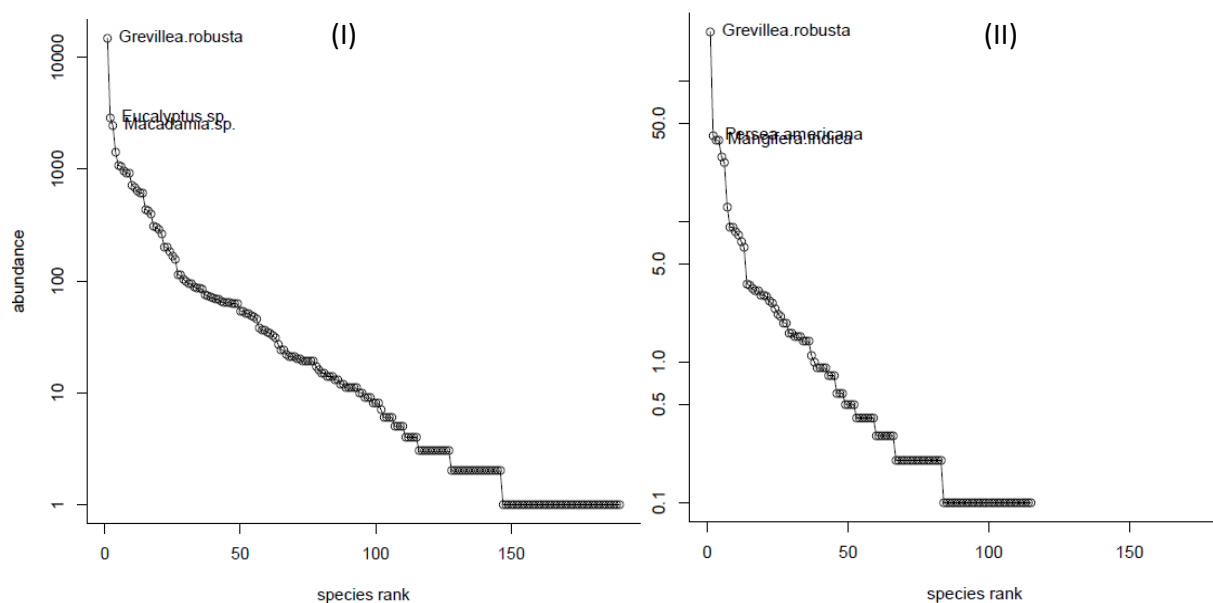 (I)
Grevillea.robusta
Eucalyptus.sp.
Macadamia.sp.
abundance
10000
1000
100
10
1
0
50
100
150
species rank
(II)
Grevillea.robusta
Persea.americana
Mangifera.indica
50.0
5.0
1.0
0.5
0.1
0
50
100
150
species rank